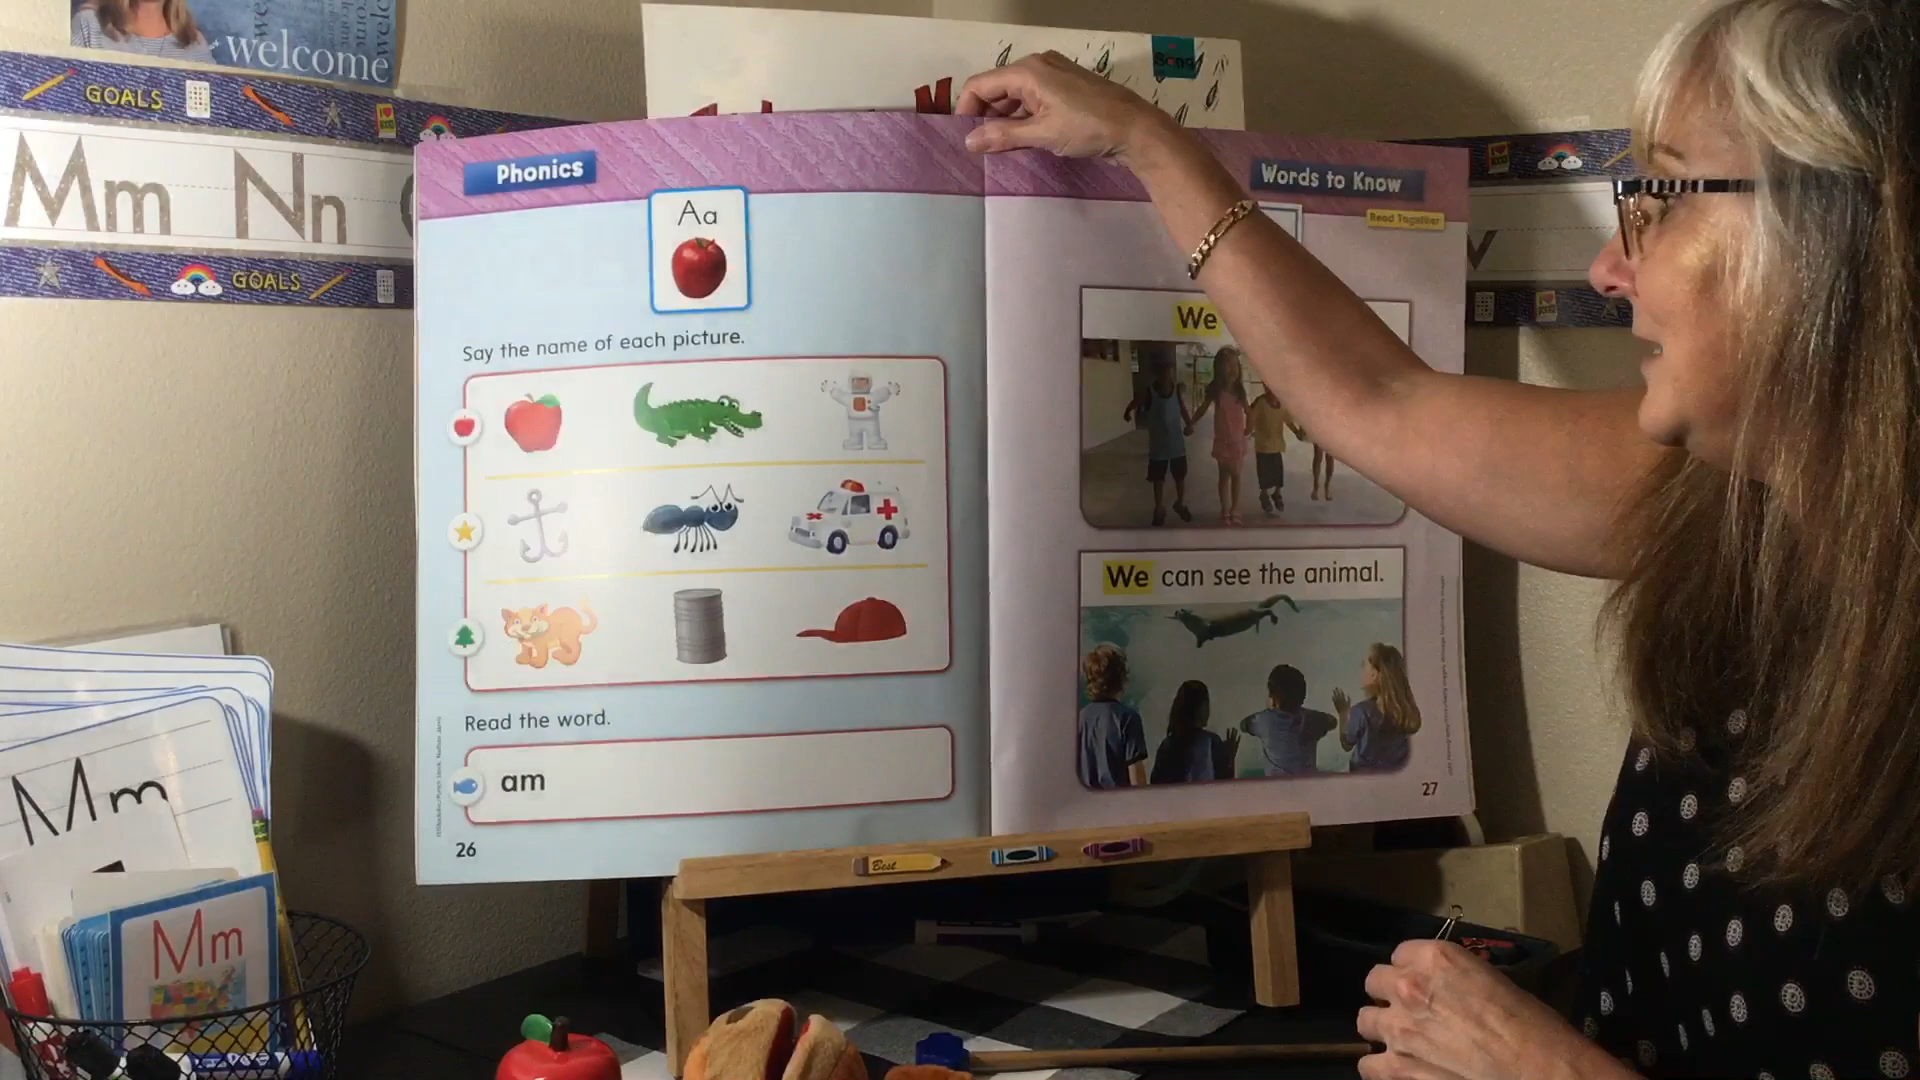 welcome
GOALS
Mm Nn
GOALS
Song
Phonics
Aa
Say the name of each picture.
Read the word.
am
26
Words to Know
Read Together
We
We can see the animal.
27
Best
Mm
Mm